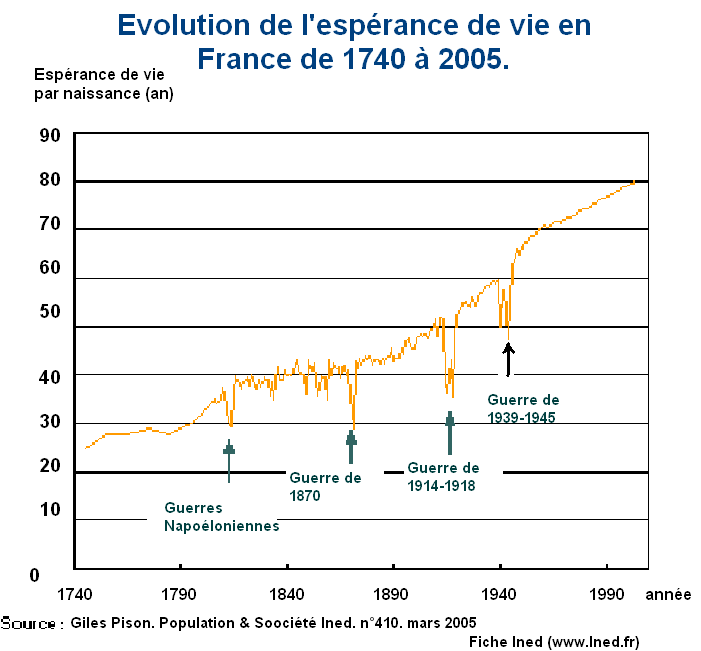 Evolution de l'espérance de vie en
France de 1740 à 2005.
Espérance de vie
par naissance (an)
90
80
70
60
50
40
30
20
10
0
Guerre de
1939-1945
Guerre de
1914-1918
Guerre de
1870
Guerres
Napoéloniennes
1740 1790 1840 1890 1940 1990 année
Source : Giles Pison. Population & Soociété Ined. n°410. mars 2005
Fiche Ined (www.Ined.fr)